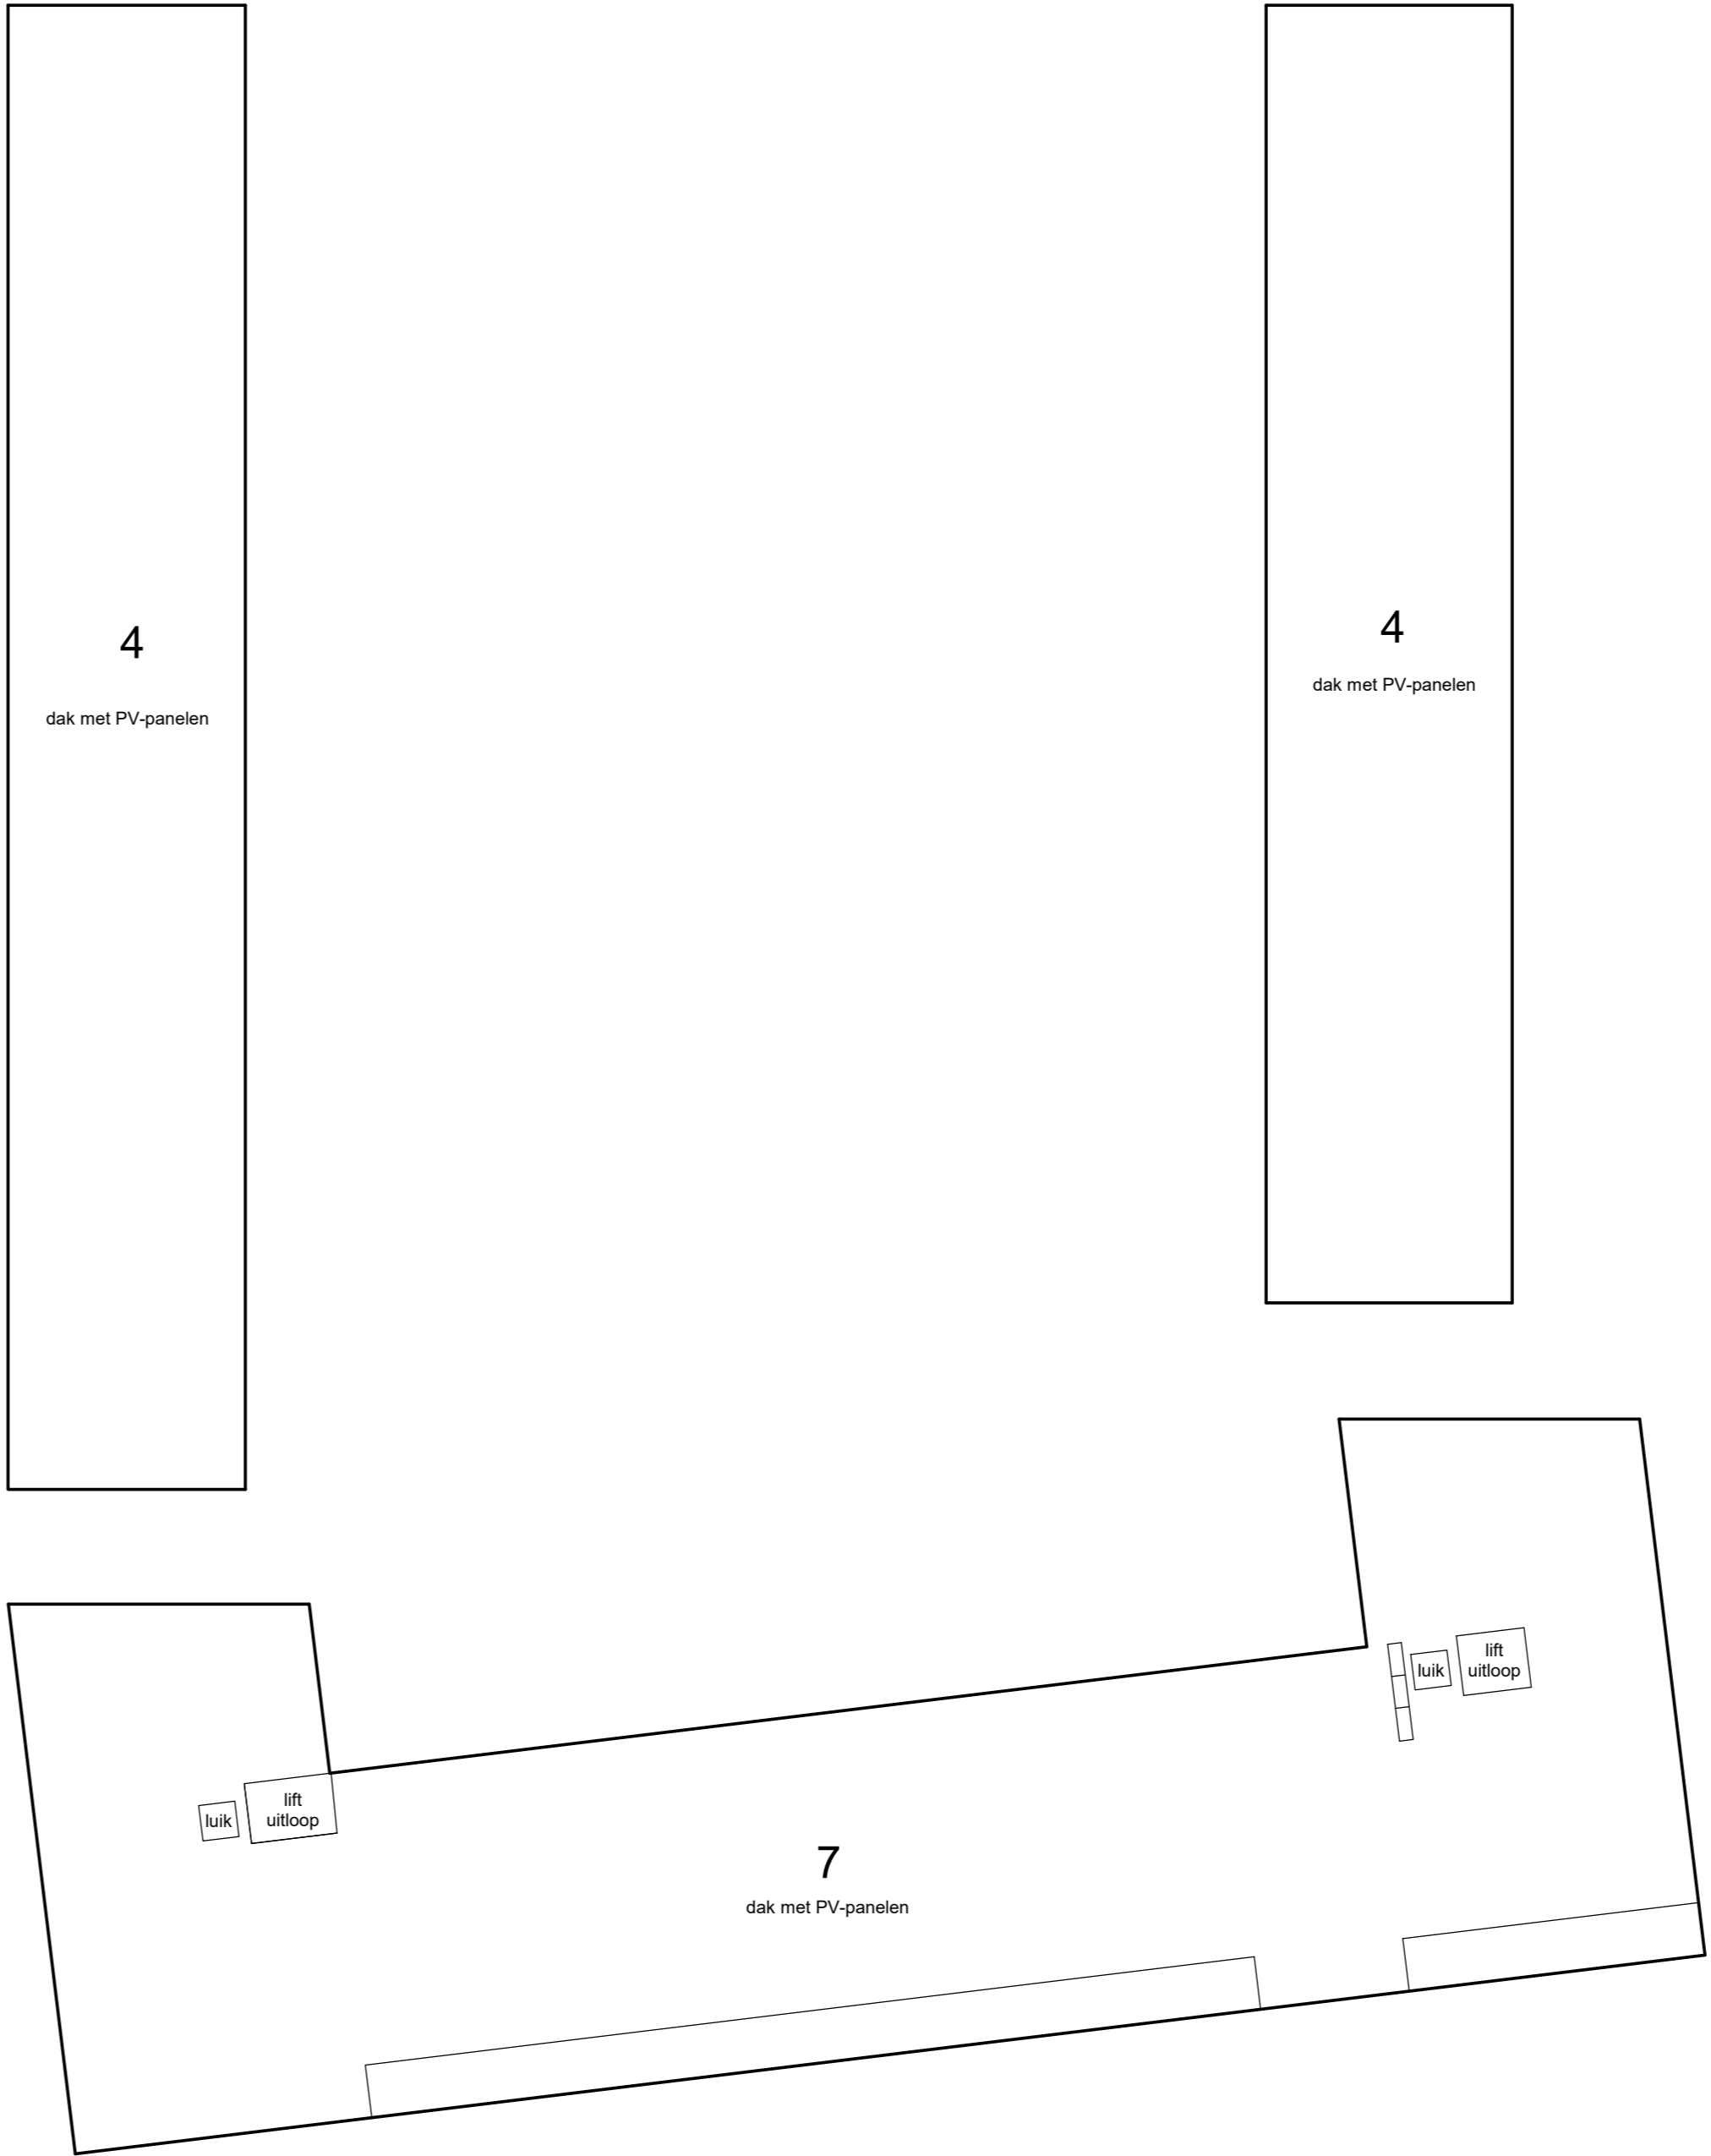 4
dak met PV-panelen
4
dak met PV-panelen
luik
lift
uitloop
luik
lift
uitloop
7
dak met PV-panelen